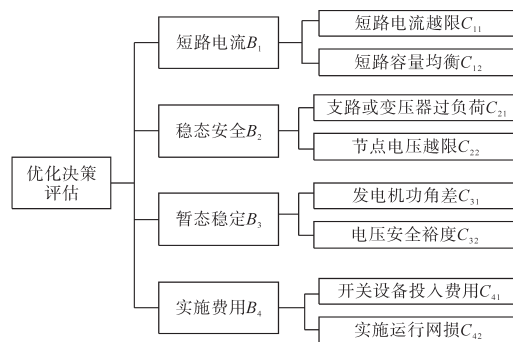 优化决策
评估
短路电流B₁
短路电流越限C₁₁
短路容量均衡C₁₂
稳态安全B₂
支路或变压器过负荷C₂₁
节点电压越限C₂₂
暂态稳定B₃
发电机功角差C₃₁
电压安全裕度C₃₂
实施费用B₄
开关设备投入费用C₄₁
实施运行网损C₄₂